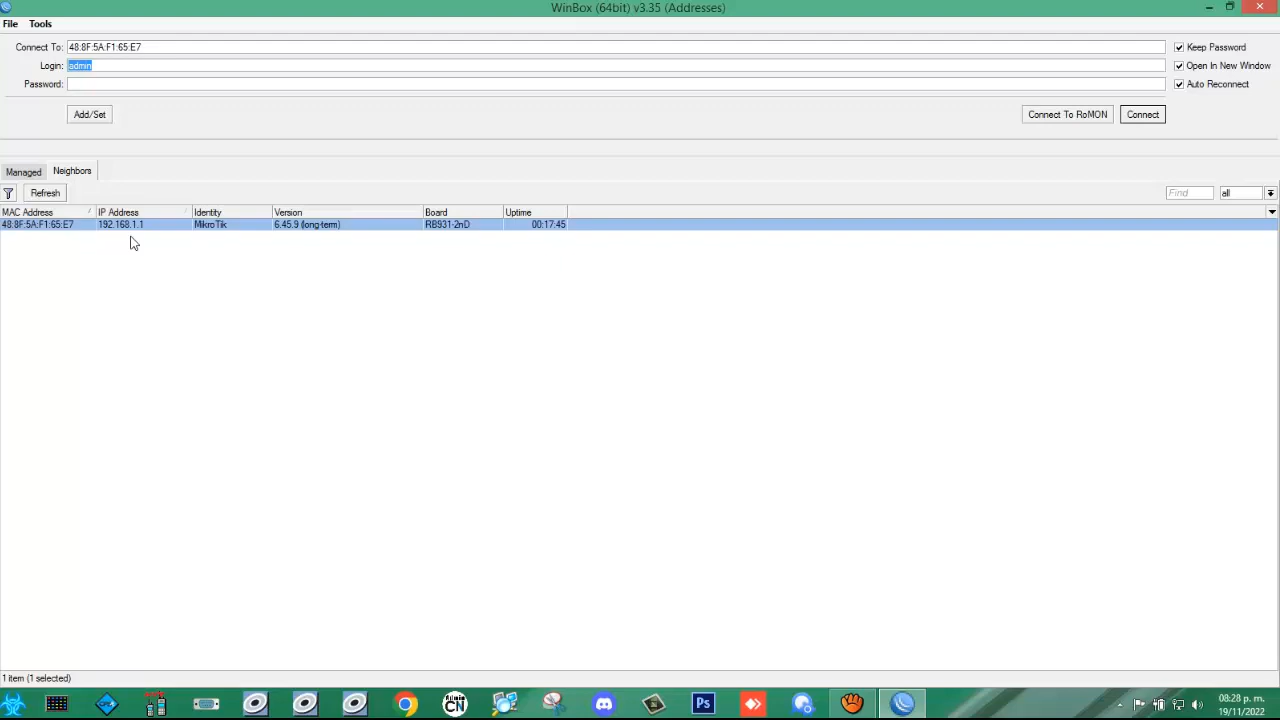 WinBox (64bit) v3.35 (Addresses)
File Tools
Connect To: 48:8F:5A:F1:65:E7 Keep Password
Login: admin Open In New Window
Password: Auto Reconnect
Add/Set Connect To RoMON Connect
Managed Neighbors
Refresh Find all
MAC Address IP Address Identity Version Board Uptime
48:8F:5A:F1:65:E7 192.168.1.1 MikroTik 6.45.9 (long-term) RB931-2nD 00:17:45
1 item (1 selected)
Admin
CN
Ps
08:28 p. m.
19/11/2022